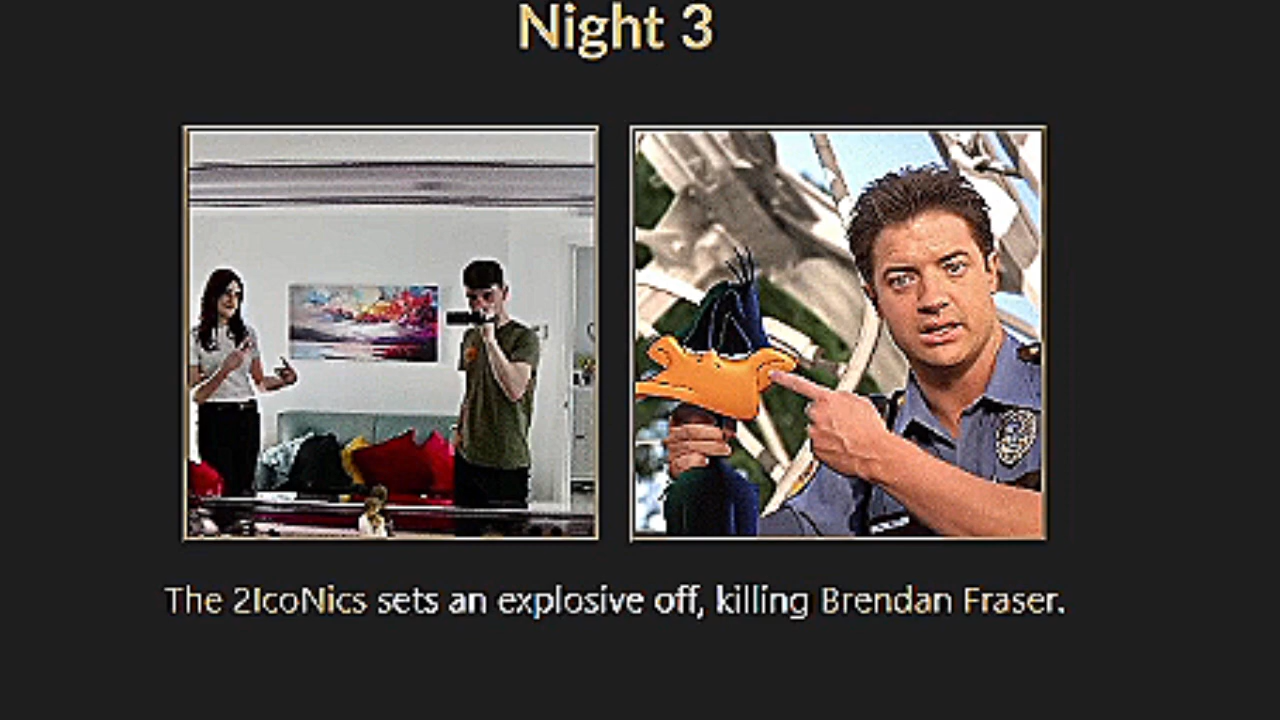 Night 3
The 2IcoNics sets an explosive off, killing Brendan Fraser.